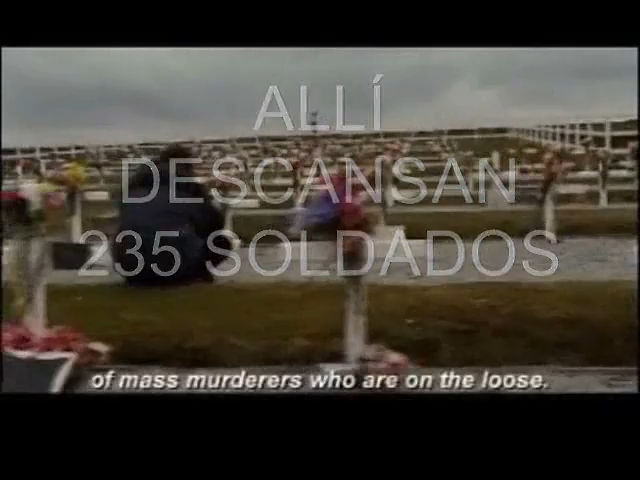 ALLÍ
DESCANSAN
235 SOLDADOS
of mass murderers who are on the loose.